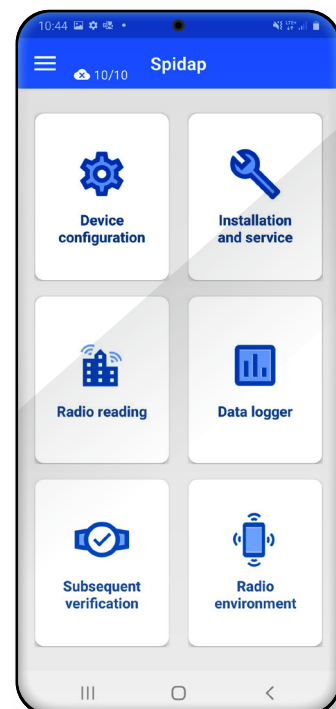 10:44
Spidap
10/10
Device
configuration
Installation
and service
Radio reading
Data logger
Subsequent
verification
Radio
environment